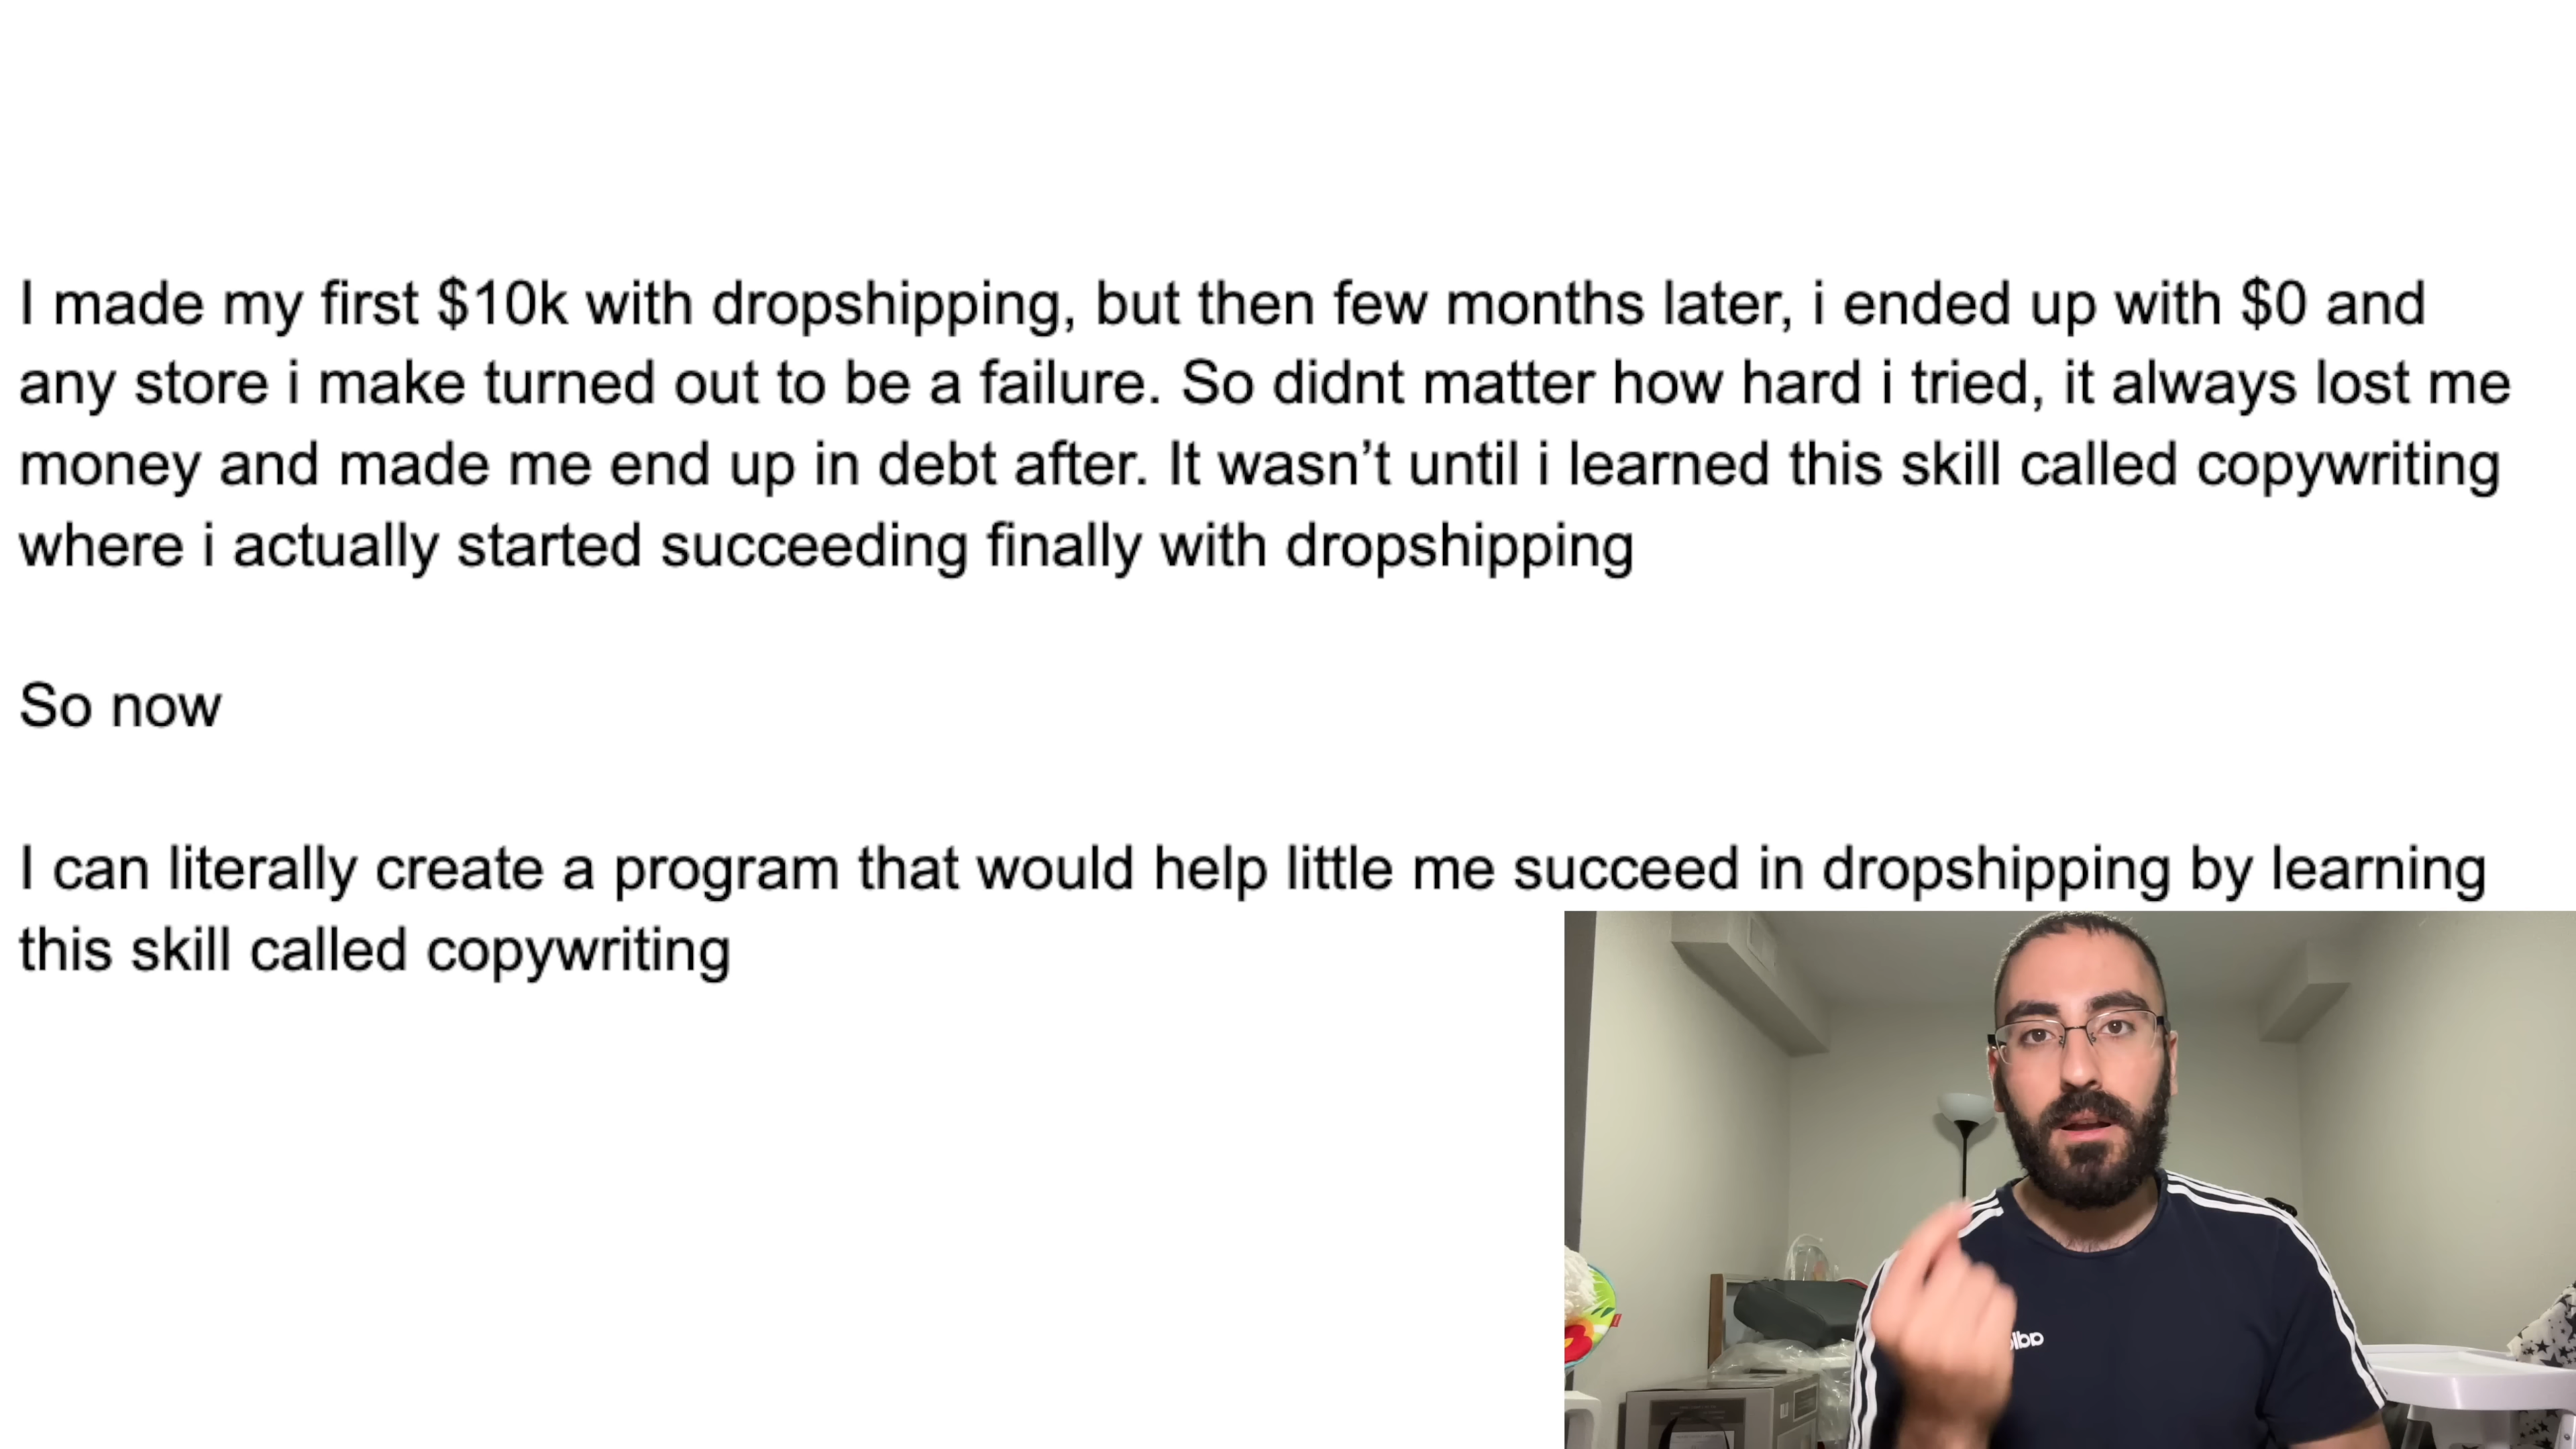 I made my first $10k with dropshipping, but then few months later, i ended up with $0 and
any store i make turned out to be a failure. So didnt matter how hard i tried, it always lost me
money and made me end up in debt after. It wasn’t until i learned this skill called copywriting
where i actually started succeeding finally with dropshipping
So now
I can literally create a program that would help little me succeed in dropshipping by learning
this skill called copywriting